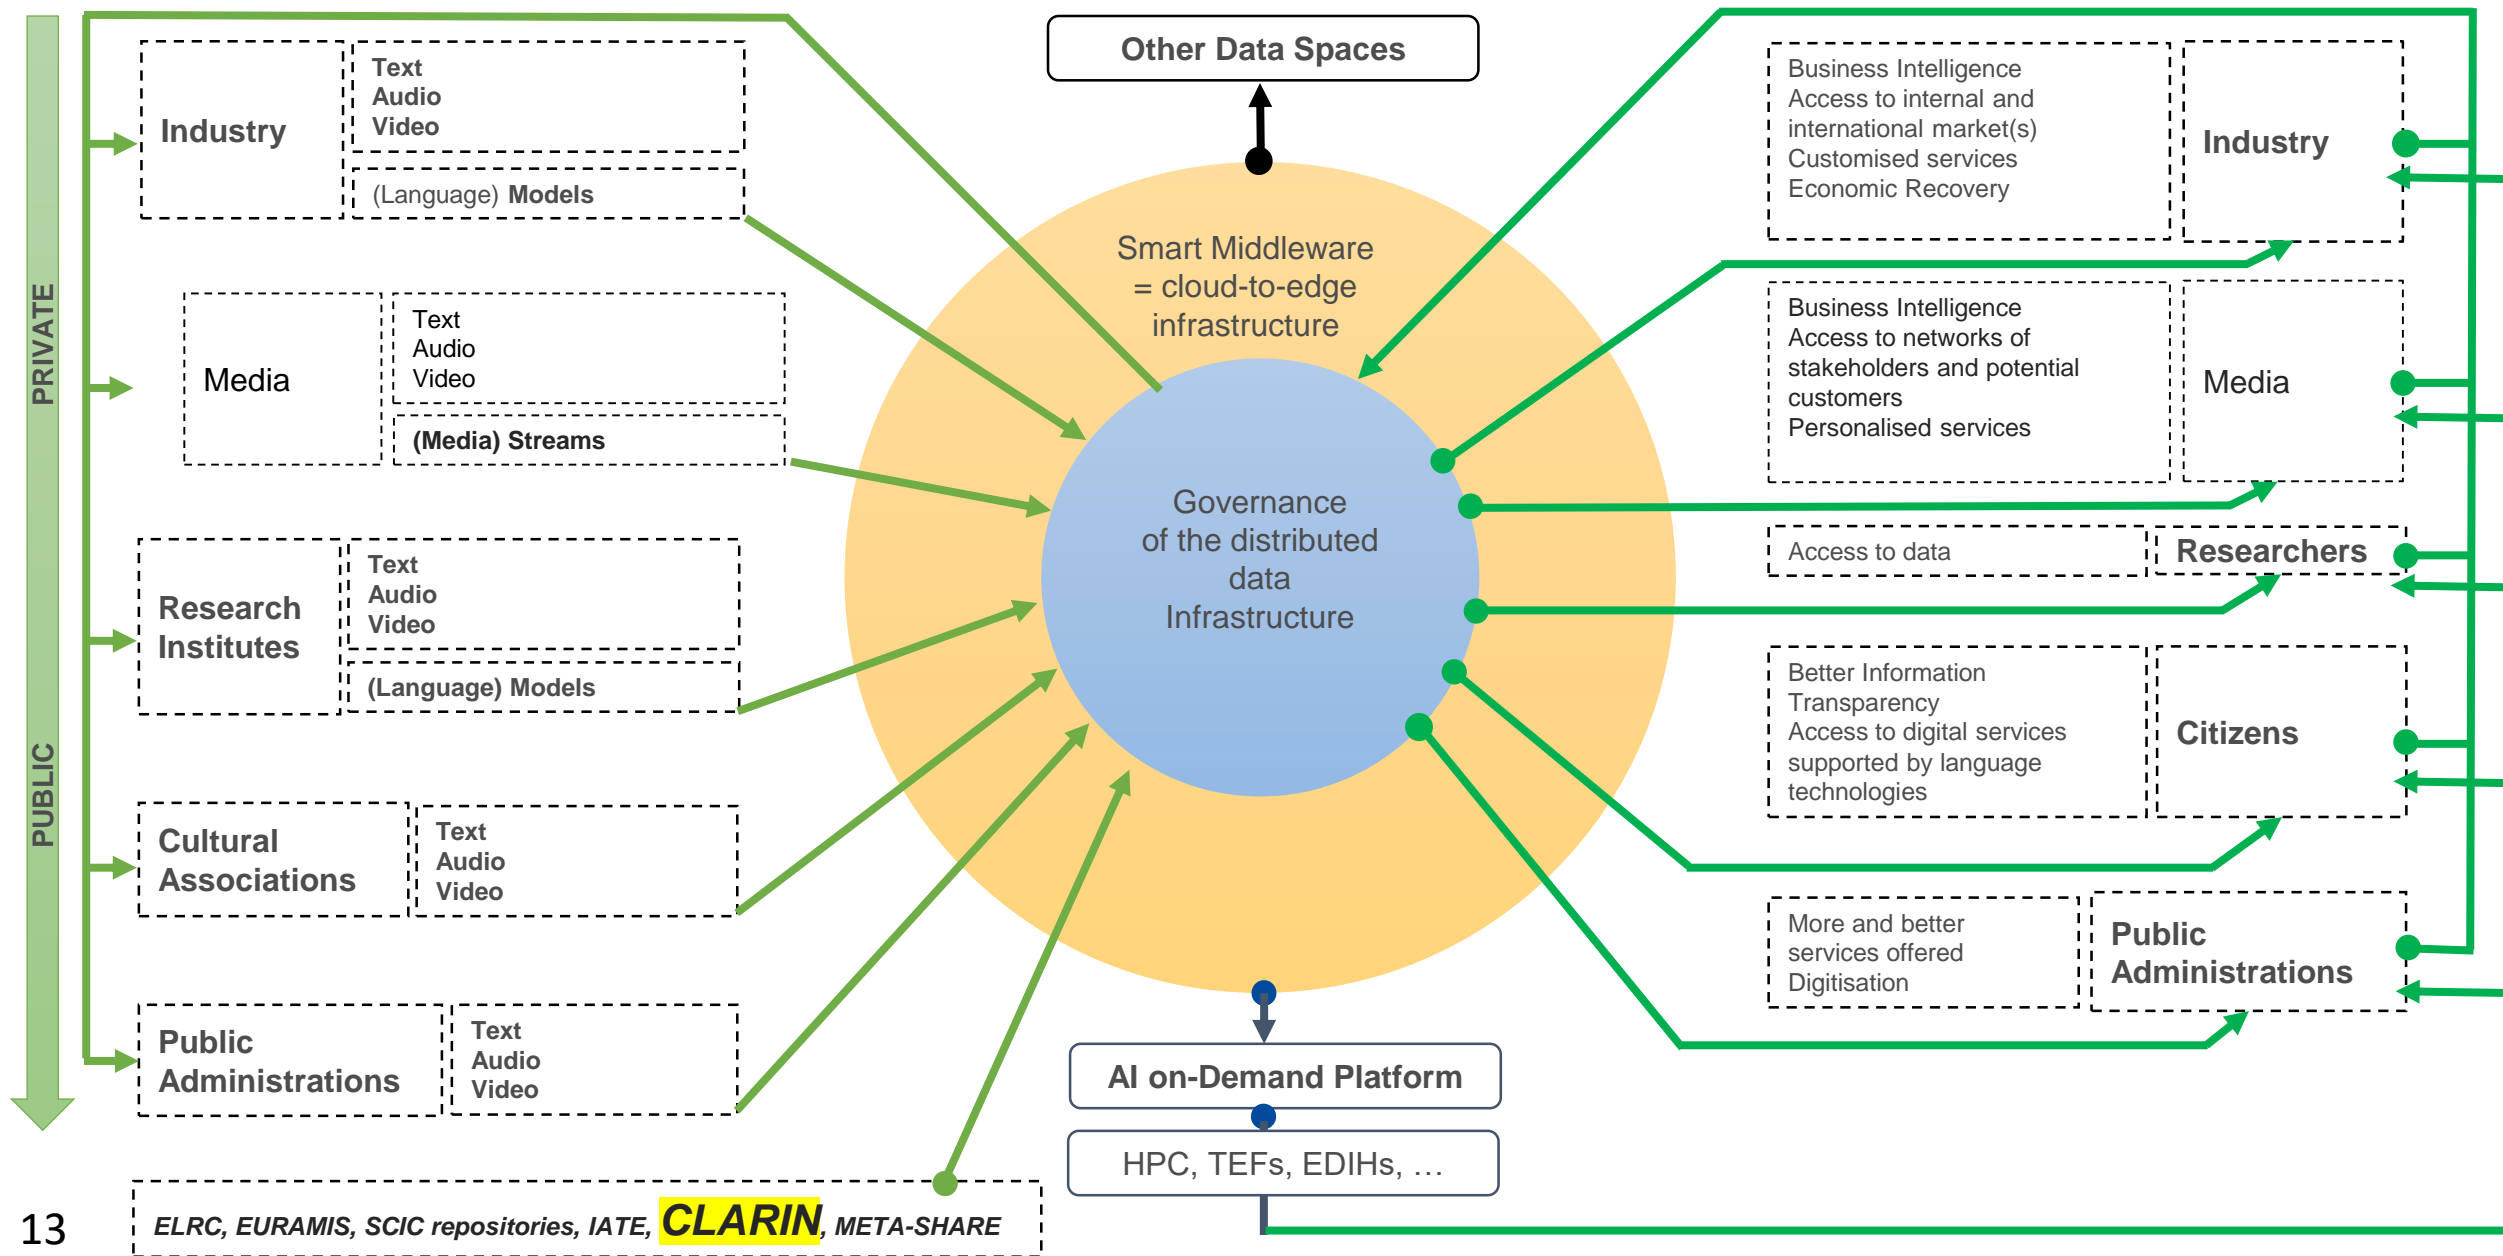 PRIVATE
PUBLIC
Industry
Text
Audio
Video
(Language) Models
Media
Text
Audio
Video
(Media) Streams
Research
Institutes
Text
Audio
Video
(Language) Models
Cultural
Associations
Text
Audio
Video
Public
Administrations
Text
Audio
Video
ELRC, EURAMIS, SCIC repositories, IATE, CLARIN, META-SHARE
13
Other Data Spaces
Smart Middleware
= cloud-to-edge
infrastructure
Governance
of the distributed
data
Infrastructure
AI on-Demand Platform
HPC, TEFs, EDIHs, …
Business Intelligence
Access to internal and
international market(s)
Customised services
Economic Recovery
Industry
Business Intelligence
Access to networks of
stakeholders and potential
customers
Personalised services
Media
Access to data
Researchers
Better Information
Transparency
Access to digital services
supported by language
technologies
Citizens
More and better
services offered
Digitisation
Public
Administrations